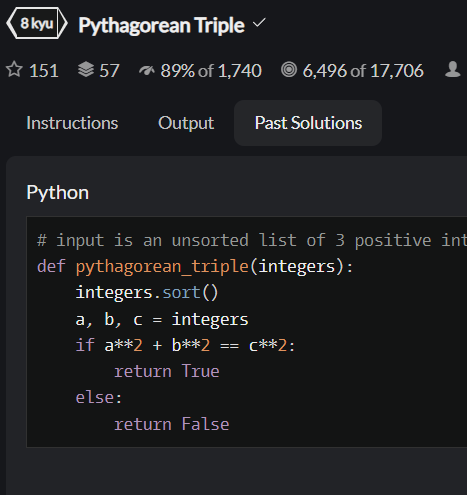 8 kyu Pythagorean Triple
151 57 89% of 1,740 6,496 of 17,706
Instructions Output Past Solutions
Python
# input is an unsorted list of 3 positive int
def pythagorean_triple(integers):
    integers.sort()
    a, b, c = integers
    if a**2 + b**2 == c**2:
        return True
    else:
        return False